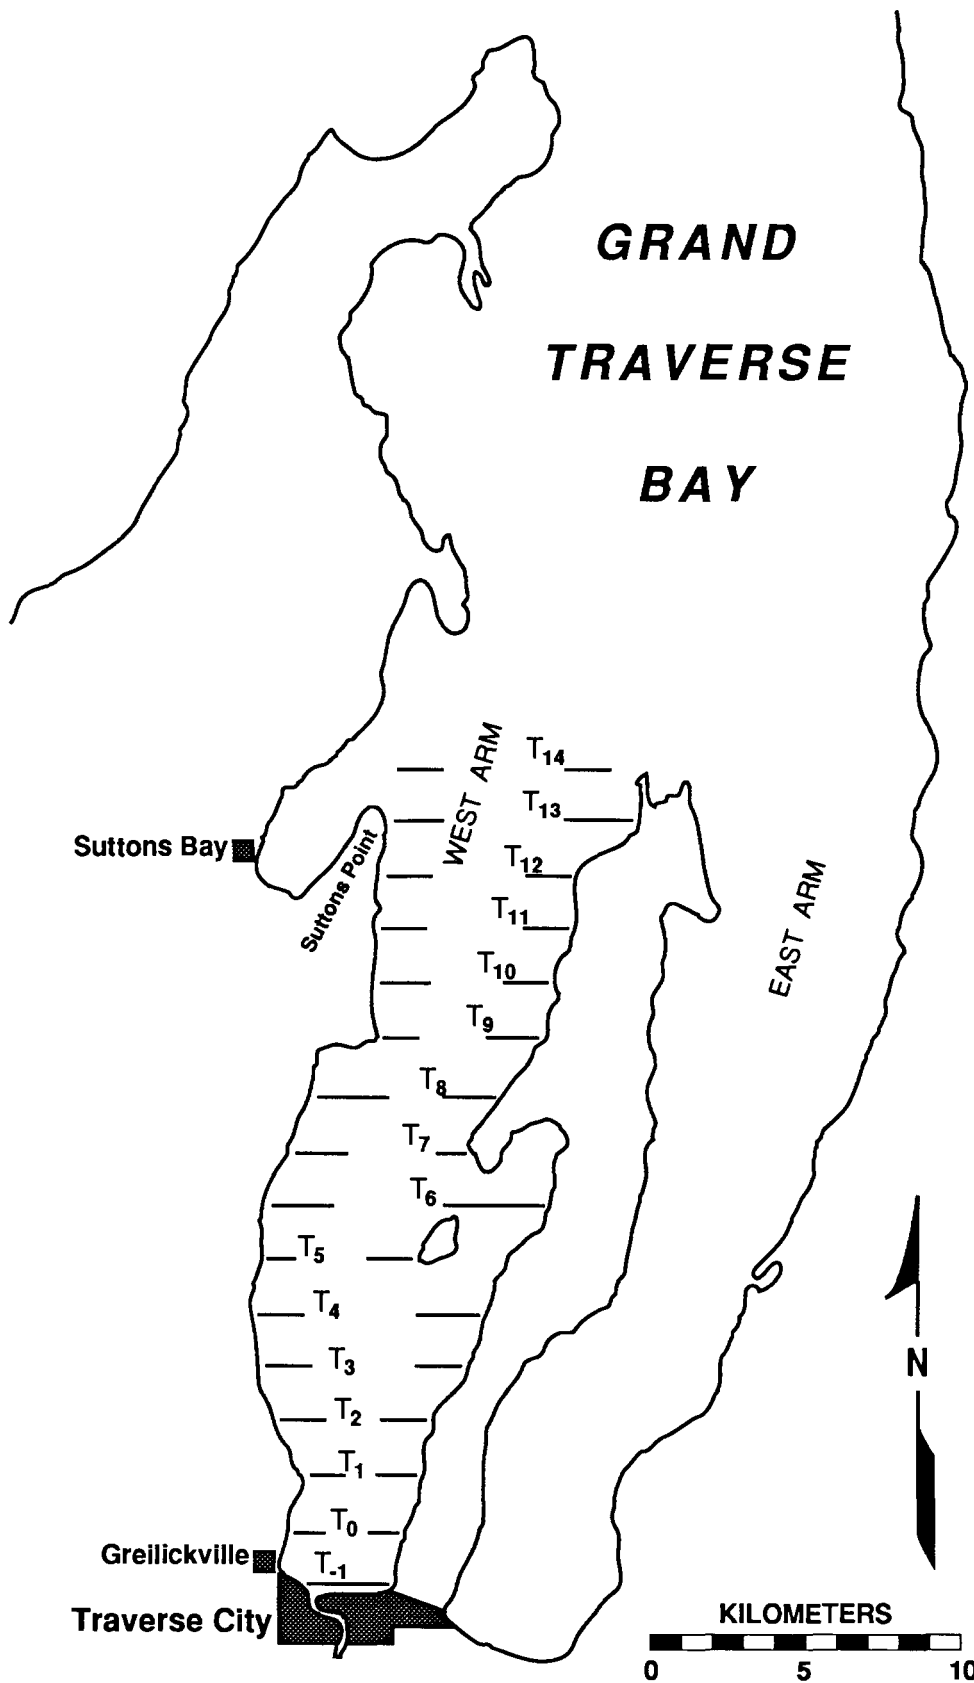 GRAND
TRAVERSE
BAY
WEST ARM
T14
T13
Suttons Bay
Suttons Point
T12
EAST ARM
T11
T10
T9
T8
T7
T6
T5
T4
T3
N
T2
T1
T0
Greilickville
T-1
Traverse City
KILOMETERS
0 5 10